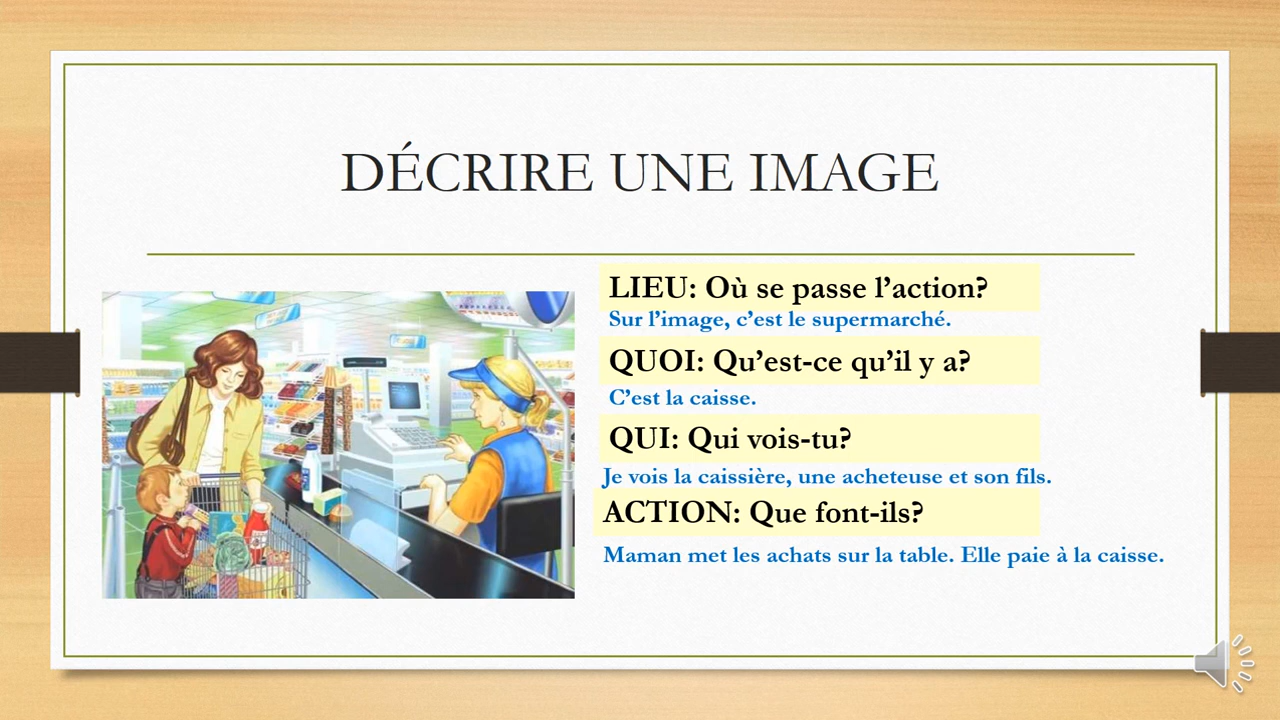 DÉCRIRE UNE IMAGE
LIEU: Où se passe l’action?
Sur l’image, c’est le supermarché.
QUOI: Qu’est-ce qu’il y a?
C’est la caisse.
QUI: Qui vois-tu?
Je vois la caissière, une acheteuse et son fils.
ACTION: Que font-ils?
Maman met les achats sur la table. Elle paie à la caisse.